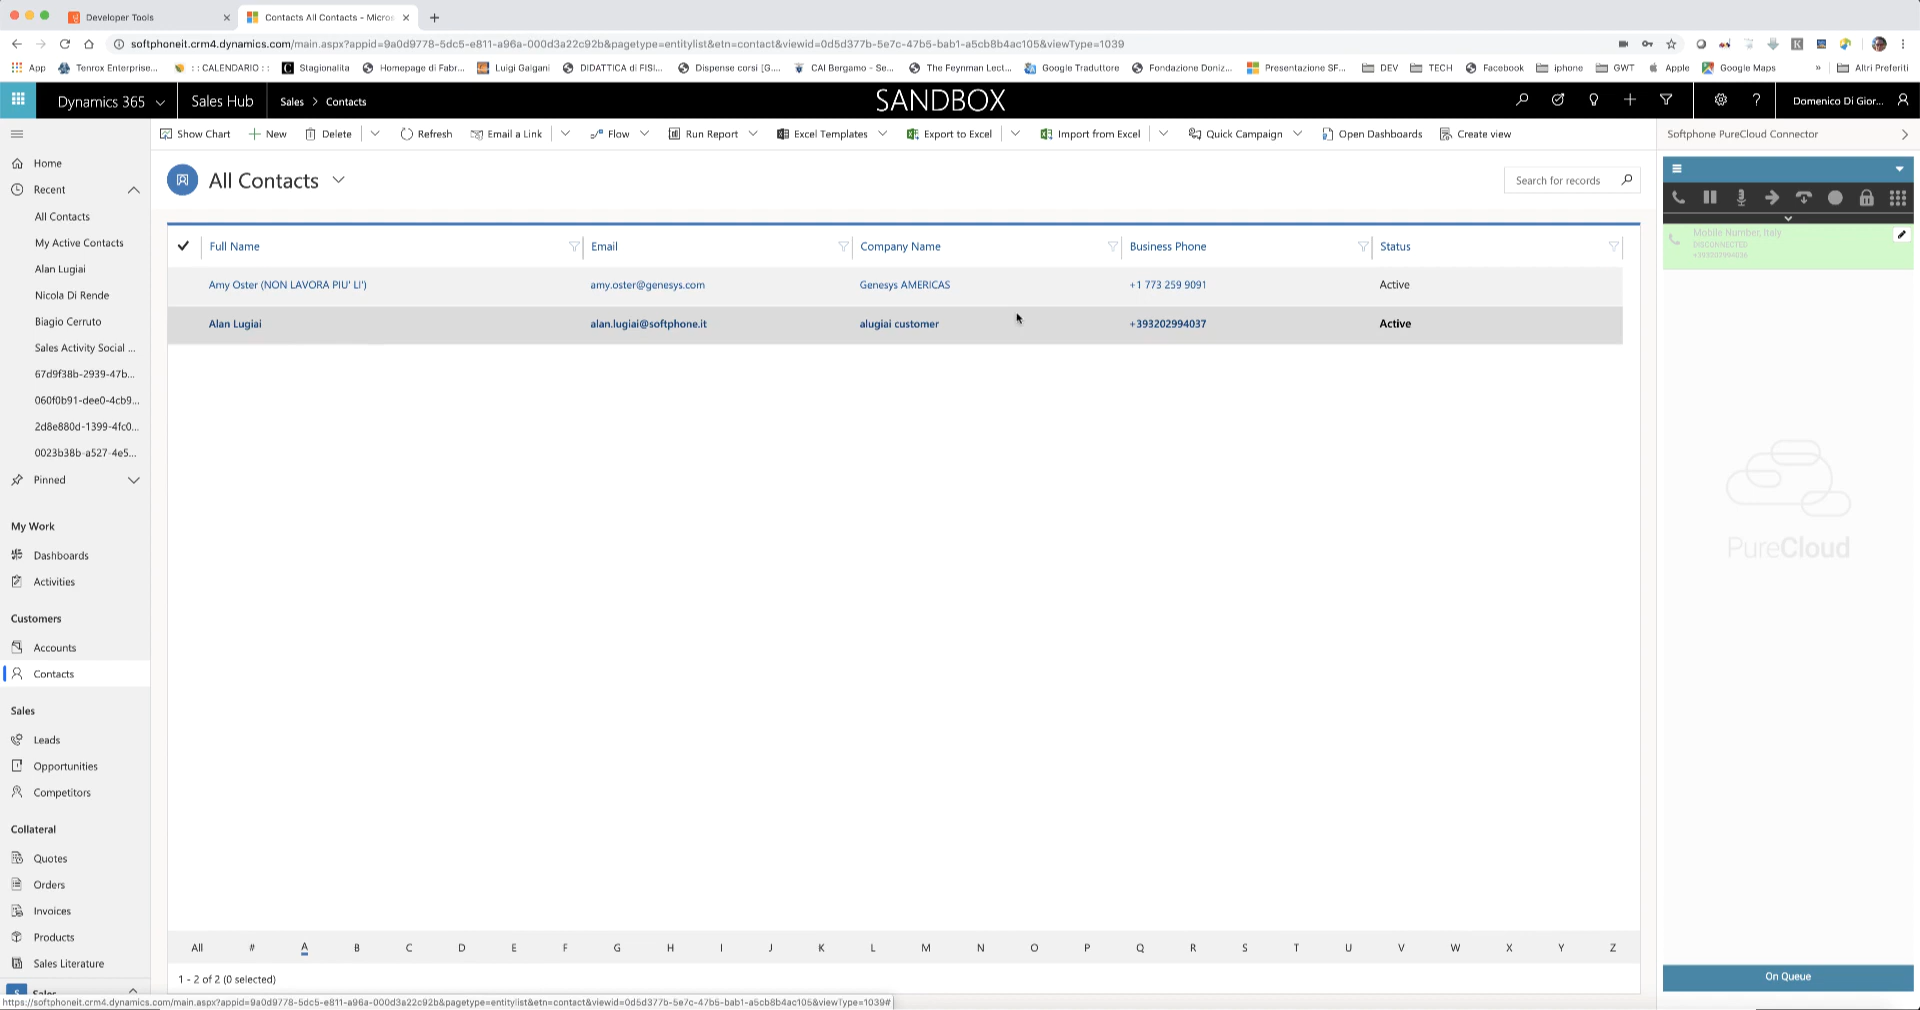 Developer Tools
Contacts All Contacts - Micros
softphoneit.crm4.dynamics.com/main.aspx?appid=9a0d9778-5dc5-e811-a96a-000d3a22c92b&pagetype=entitylist&etn=contact&viewid=0d5d377b-5e7c-47b5-bab1-a5cb8b4ac105&viewType=1039
App Tenrox Enterprise... : : CALENDARIO : : Stagionalita Homepage di Fabr... Luigi Galgani DIDATTICA di FISI... Dispense corsi [G.... CAI Bergamo - Se... The Feynman Lect... Google Traduttore Fondazione Doniz... Presentazione SF... DEV TECH Facebook iphone GWT Apple Google Maps » Altri Preferiti
Dynamics 365 Sales Hub Sales > Contacts SANDBOX Domenico Di Gior...
Show Chart New Delete Refresh Email a Link Flow Run Report Excel Templates Export to Excel Import from Excel Quick Campaign Open Dashboards Create view
Softphone PureCloud Connector
Home
Recent
All Contacts
My Active Contacts
Alan Lugiai
Nicola Di Rende
Biagio Cerruto
Sales Activity Social ...
67d9f38b-2939-47b...
060f0b91-dee0-4cb9...
2d8e880d-1399-4fc0...
0023b38b-a527-4e5...
Pinned
My Work
Dashboards
Activities
Customers
Accounts
Contacts
Sales
Leads
Opportunities
Competitors
Collateral
Quotes
Orders
Invoices
Products
Sales Literature
Sales
All Contacts
Search for records
Full Name Email Company Name Business Phone Status
Amy Oster (NON LAVORA PIU' LI') amy.oster@genesys.com Genesys AMERICAS +1 773 259 9091 Active
Alan Lugiai alan.lugiai@softphone.it alugiai customer +393202994037 Active
All # A B C D E F G H I J K L M N O P Q R S T U V W X Y Z
1 - 2 of 2 (0 selected)
Mobile Number, Italy
DISCONNECTED
PureCloud
On Queue
https://softphoneit.crm4.dynamics.com/main.aspx?appid=9a0d9778-5dc5-e811-a96a-000d3a22c92b&pagetype=entitylist&etn=contact&viewid=0d5d377b-5e7c-47b5-bab1-a5cb8b4ac105&viewType=1039#